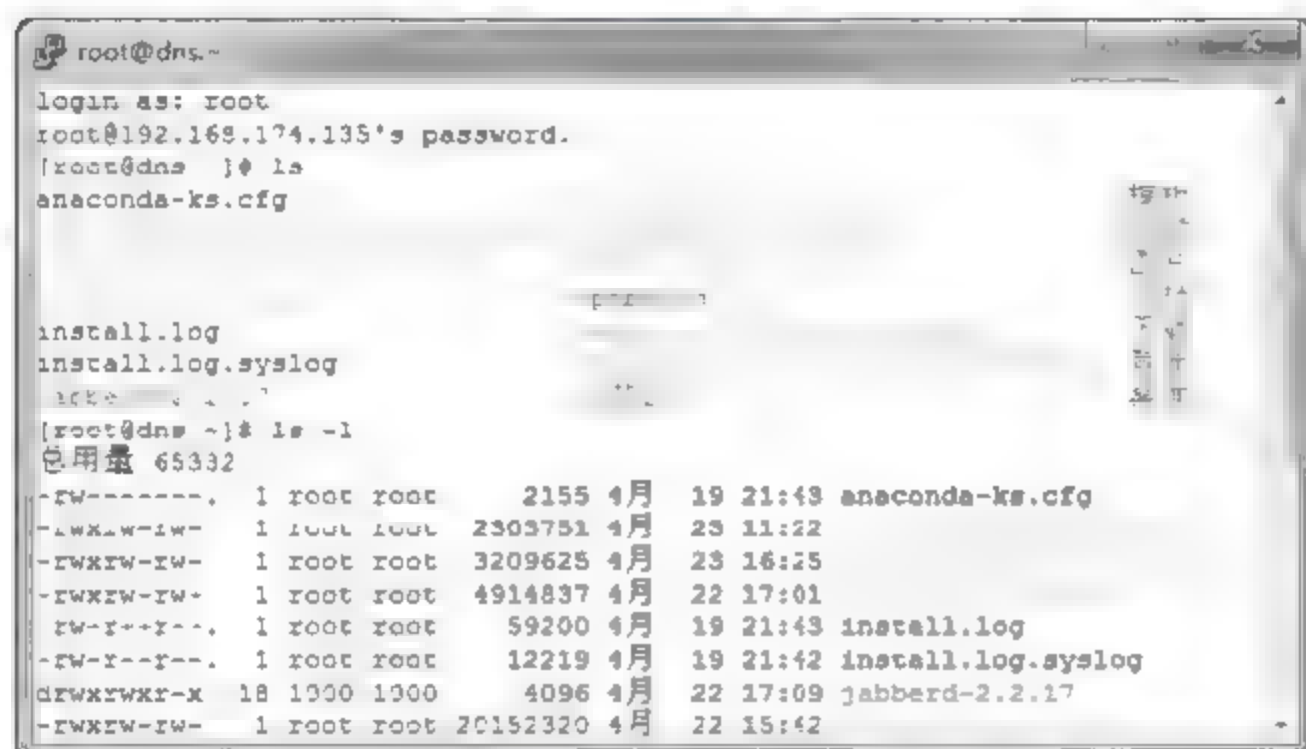 root@dns:~
login as: root
root@192.168.174.135's password:
[root@dns ~]# ls
anaconda-ks.cfg
install.log
install.log.syslog
[root@dns ~]# ls -l
总用量 65332
-rw-------. 1 root root 2155 4月 19 21:43 anaconda-ks.cfg
-rwxrw-rw- 1 root root 2303751 4月 23 11:22
-rwxrw-rw- 1 root root 3209625 4月 23 16:25
-rwxrw-rw- 1 root root 4914837 4月 22 17:01
-rw-r--r--. 1 root root 59200 4月 19 21:43 install.log
-rw-r--r--. 1 root root 12219 4月 19 21:42 install.log.syslog
drwxrwxr-x 18 1000 1000 4096 4月 22 17:09 jabberd-2.2.17
-rwxrw-rw- 1 root root 20152320 4月 22 15:42